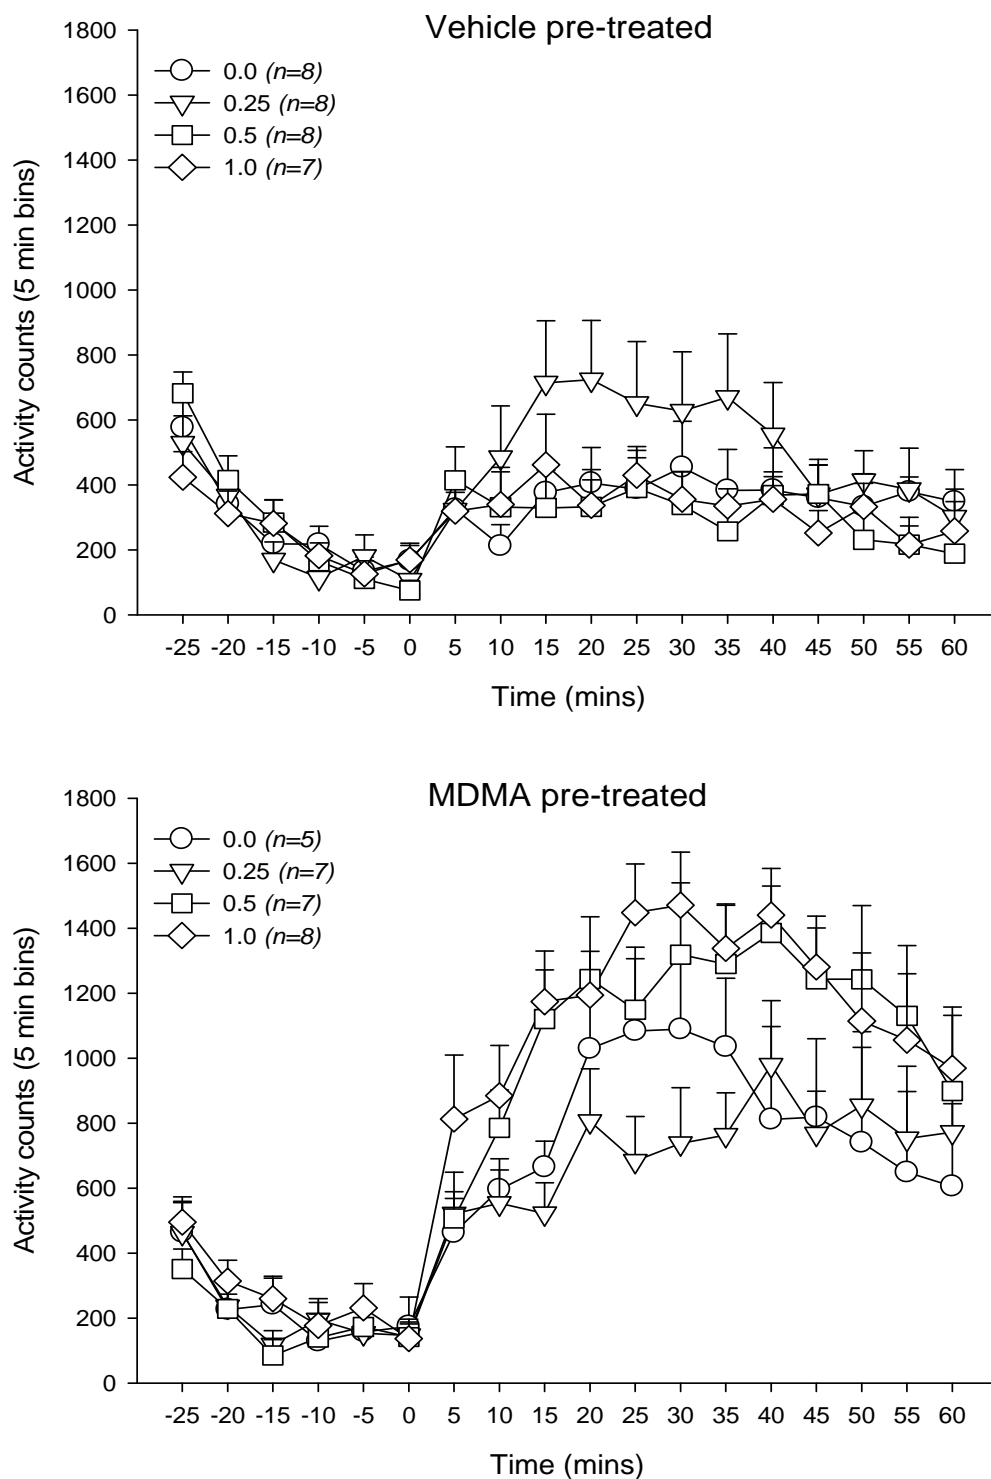 Vehicle pre-treated
1800
1600
1400
1200
1000
800
600
400
200
0
Activity counts (5 min bins)
0.0 (n=8)
0.25 (n=8)
0.5 (n=8)
1.0 (n=7)
-25 -20 -15 -10 -5 0 5 10 15 20 25 30 35 40 45 50 55 60
Time (mins)
MDMA pre-treated
1800
1600
1400
1200
1000
800
600
400
200
0
Activity counts (5 min bins)
0.0 (n=5)
0.25 (n=7)
0.5 (n=7)
1.0 (n=8)
-25 -20 -15 -10 -5 0 5 10 15 20 25 30 35 40 45 50 55 60
Time (mins)